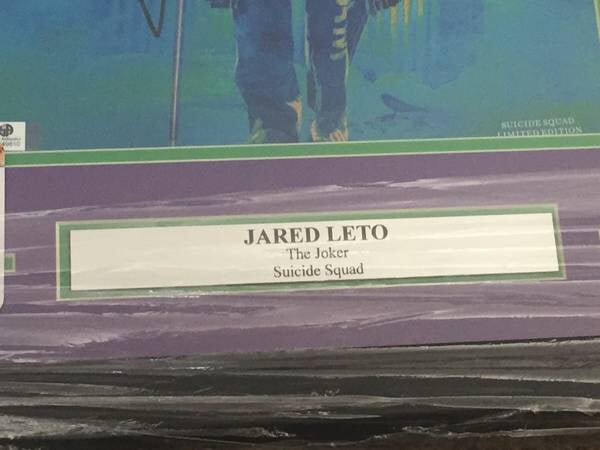 SUICIDE SQUAD
LIMITED EDITION
JARED LETO
The Joker
Suicide Squad